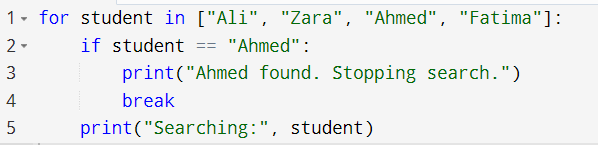 1 for student in ["Ali", "Zara", "Ahmed", "Fatima"]:
2     if student == "Ahmed":
3         print("Ahmed found. Stopping search.")
4         break
5     print("Searching:", student)